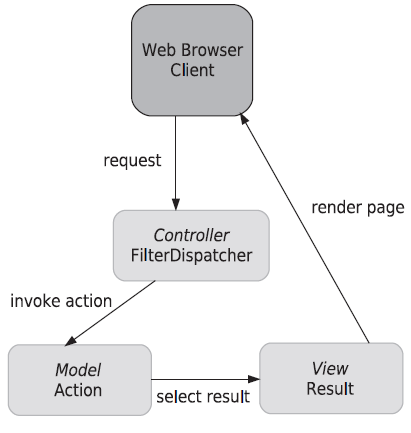 Web Browser
Client
request
render page
Controller
FilterDispatcher
invoke action
Model
Action
select result
View
Result